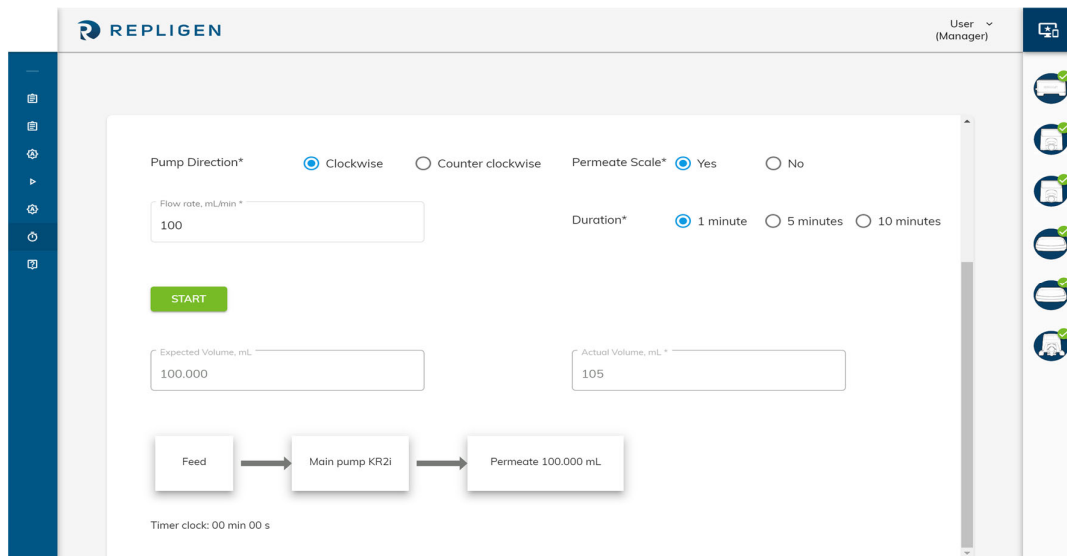 REPLIGEN
User
(Manager)
Pump Direction*
Clockwise
Counter clockwise
Permeate Scale*
Yes
No
Flow rate, mL/min *
100
Duration*
1 minute
5 minutes
10 minutes
START
Expected Volume, mL
100.000
Actual Volume, mL *
105
Feed
Main pump KR2i
Permeate 100.000 mL
Timer clock: 00 min 00 s